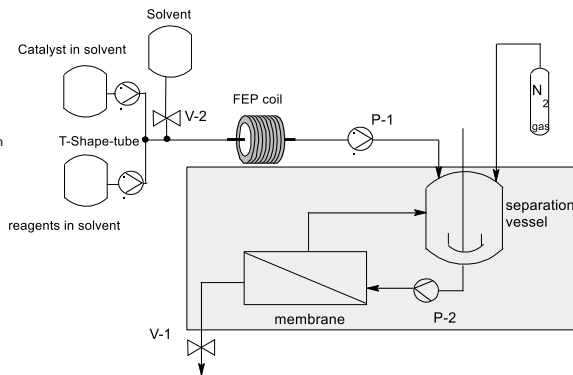 Solvent
Catalyst in solvent
V-2
FEP coil
P-1
N
2
gas
T-Shape-tube
reagents in solvent
separation
vessel
membrane
P-2
V-1